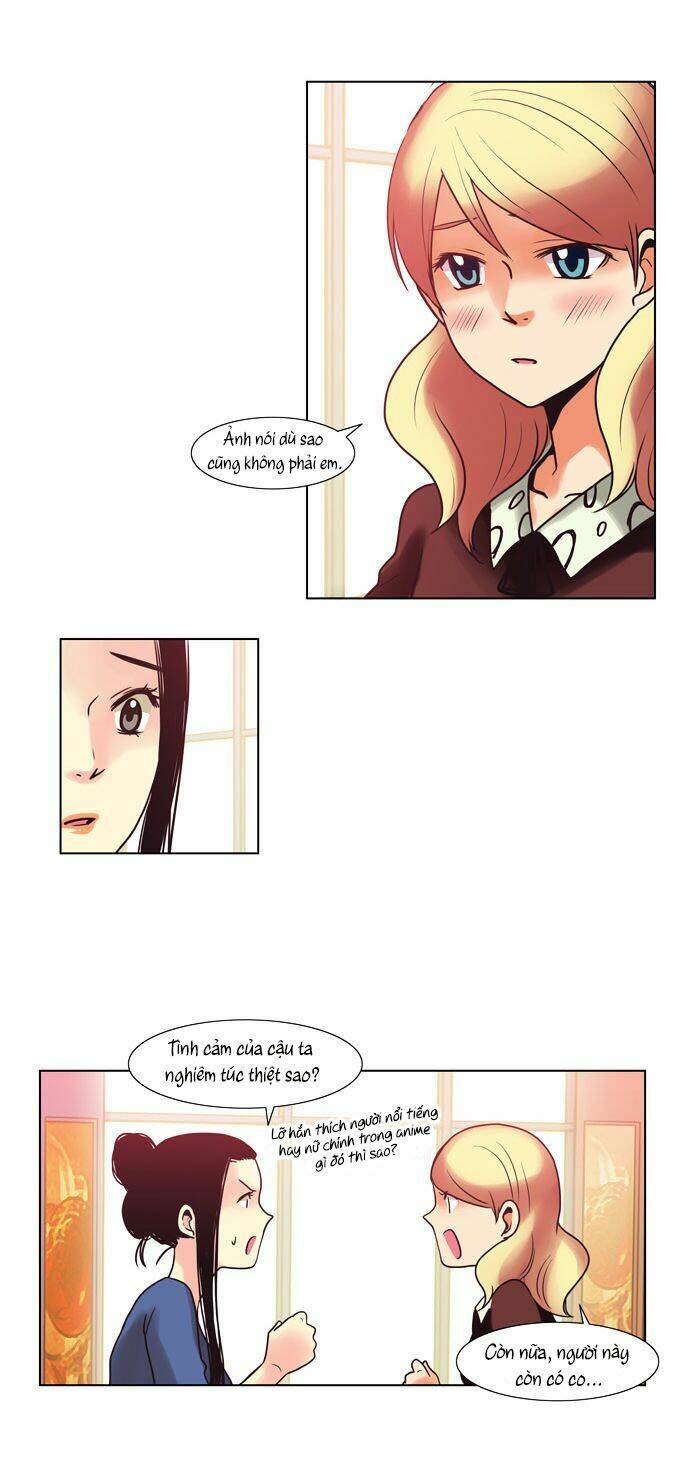 Ảnh nói dù sao
cũng không phải em.
Tình cảm của cậu ta
nghiêm túc thiệt sao?
Lỡ hắn thích người nổi tiếng
hay nữ chính trong anime
gì đó thì sao?
Còn nữa, người này
còn có co...